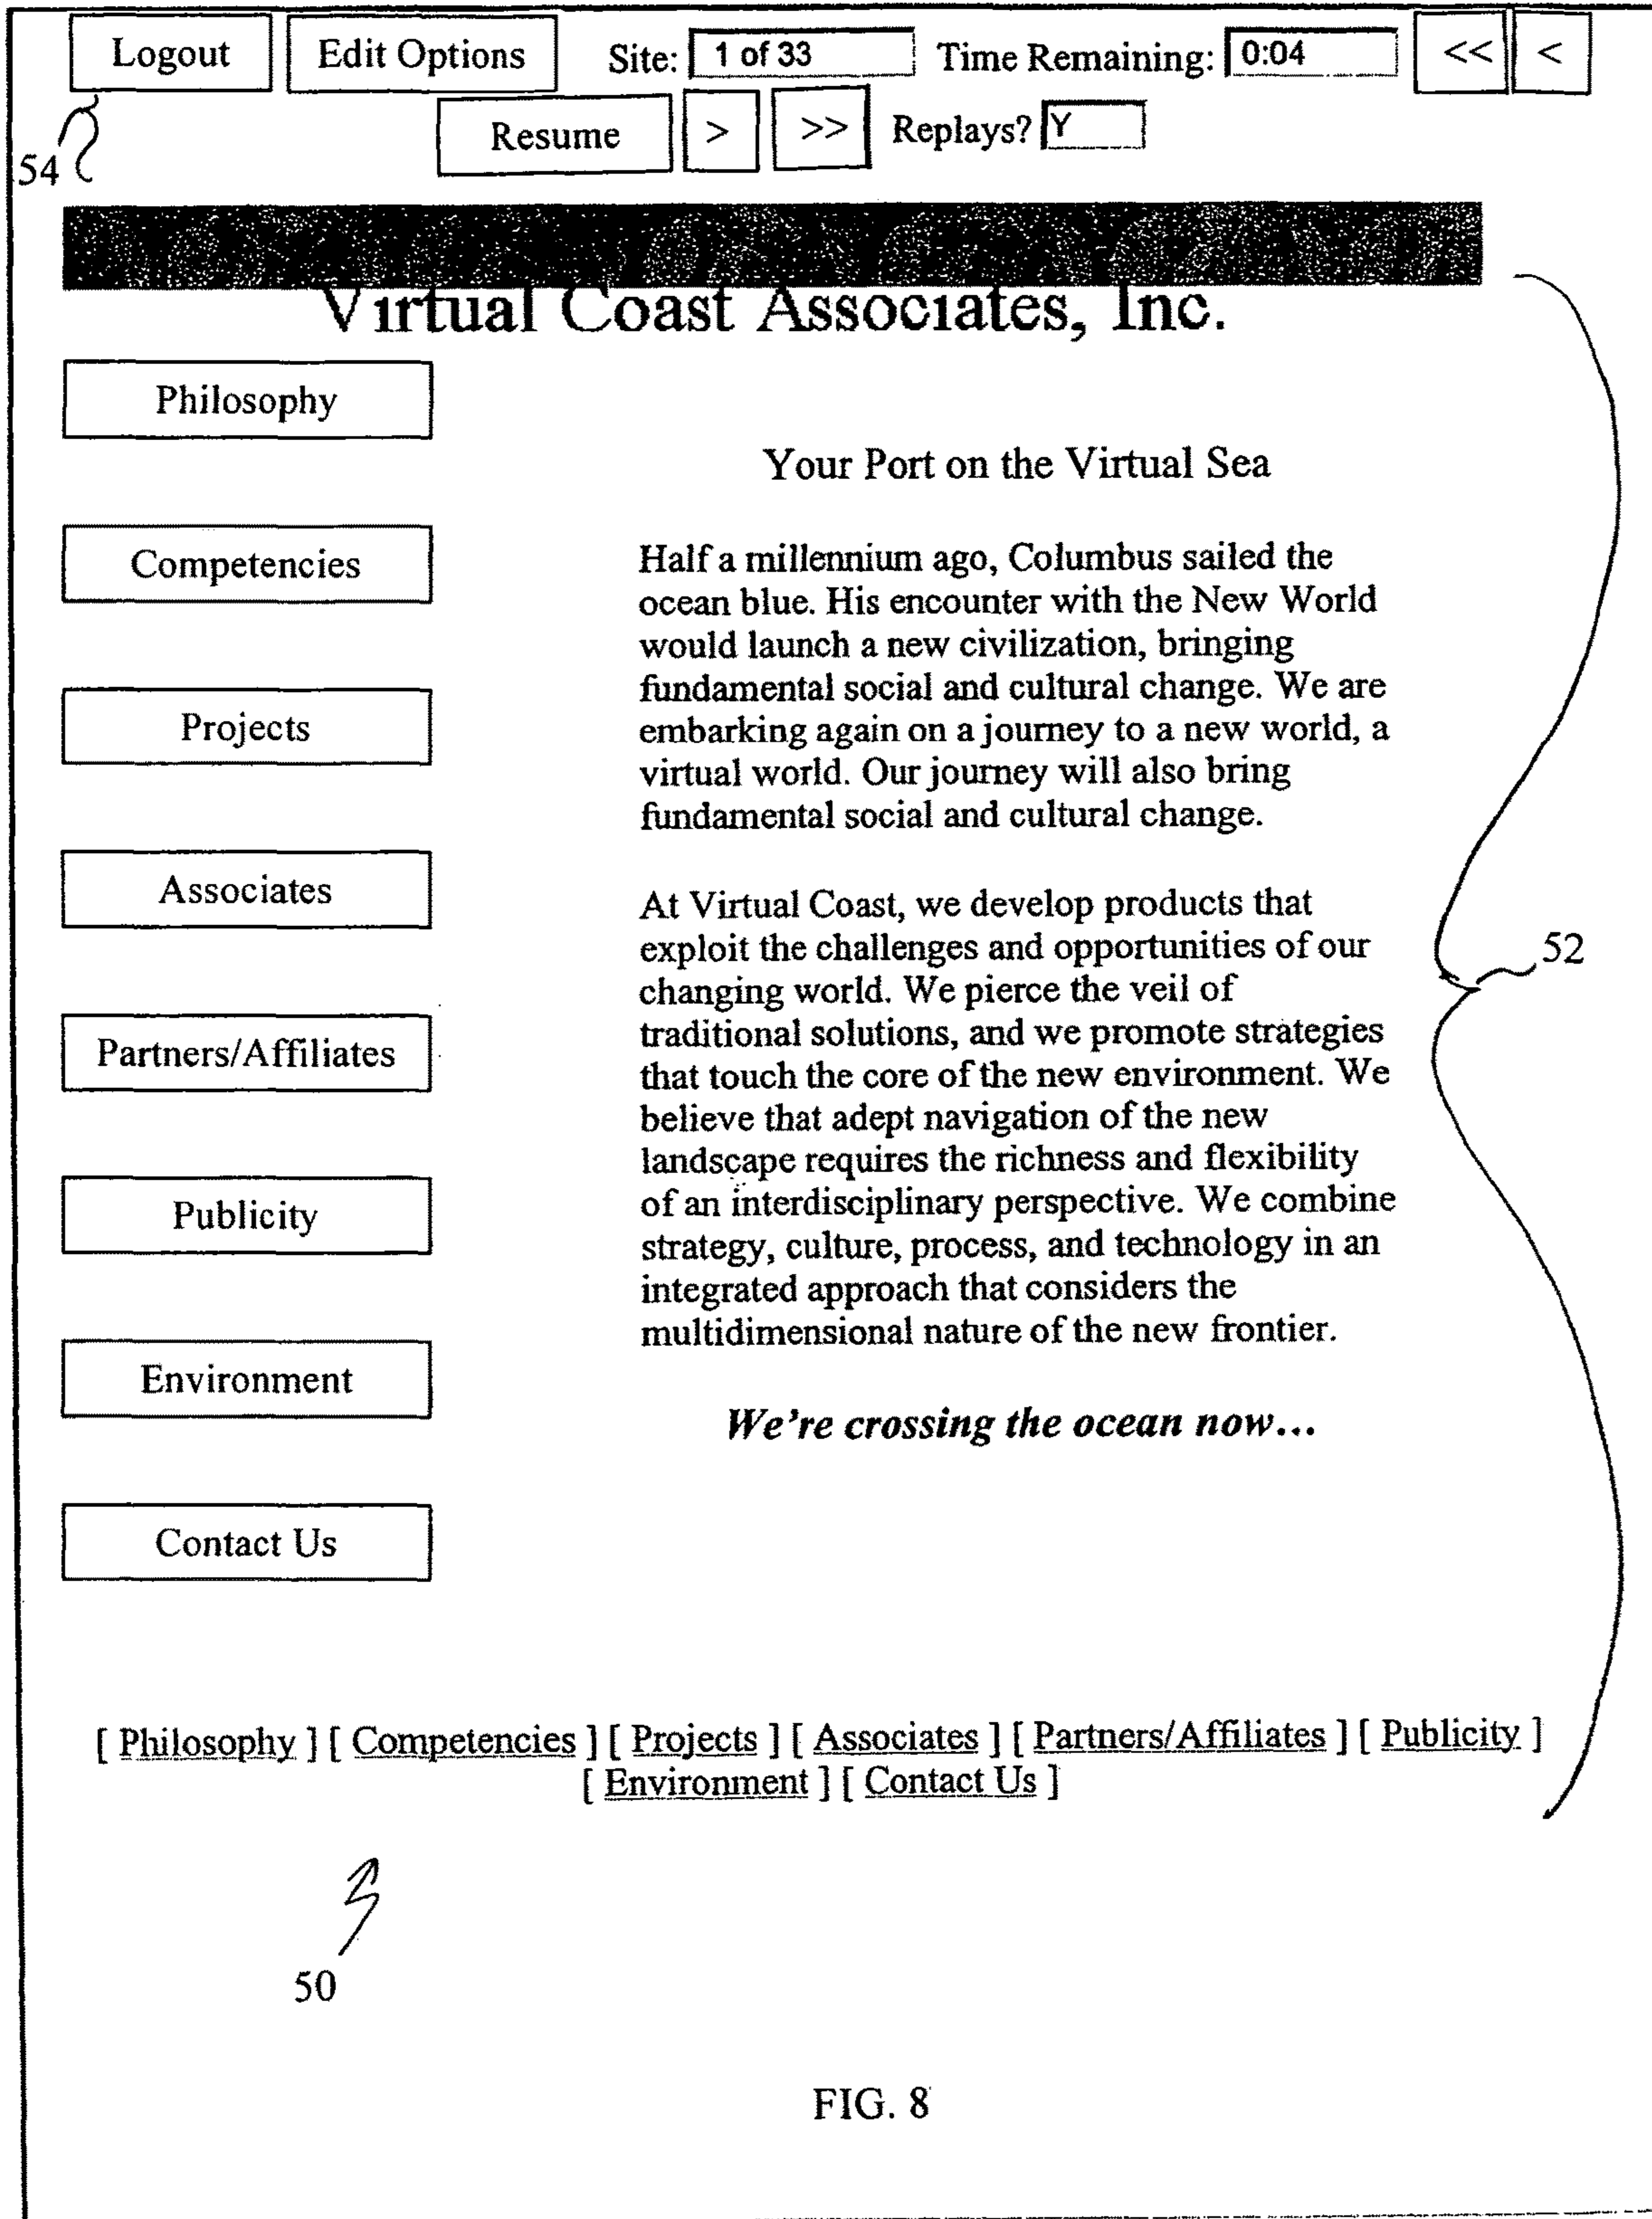 Logout Edit Options Site: 1 of 33 Time Remaining: 0:04 << <
Resume > >> Replays? Y
54
Virtual Coast Associates, Inc.
Philosophy
Competencies
Projects
Associates
Partners/Affiliates
Publicity
Environment
Contact Us
Your Port on the Virtual Sea
Half a millennium ago, Columbus sailed the
ocean blue. His encounter with the New World
would launch a new civilization, bringing
fundamental social and cultural change. We are
embarking again on a journey to a new world, a
virtual world. Our journey will also bring
fundamental social and cultural change.
At Virtual Coast, we develop products that
exploit the challenges and opportunities of our
changing world. We pierce the veil of
traditional solutions, and we promote strategies
that touch the core of the new environment. We
believe that adept navigation of the new
landscape requires the richness and flexibility
of an interdisciplinary perspective. We combine
strategy, culture, process, and technology in an
integrated approach that considers the
multidimensional nature of the new frontier.
We're crossing the ocean now...
52
[ Philosophy ] [ Competencies ] [ Projects ] [ Associates ] [ Partners/Affiliates ] [ Publicity ]
[ Environment ] [ Contact Us ]
50
FIG. 8